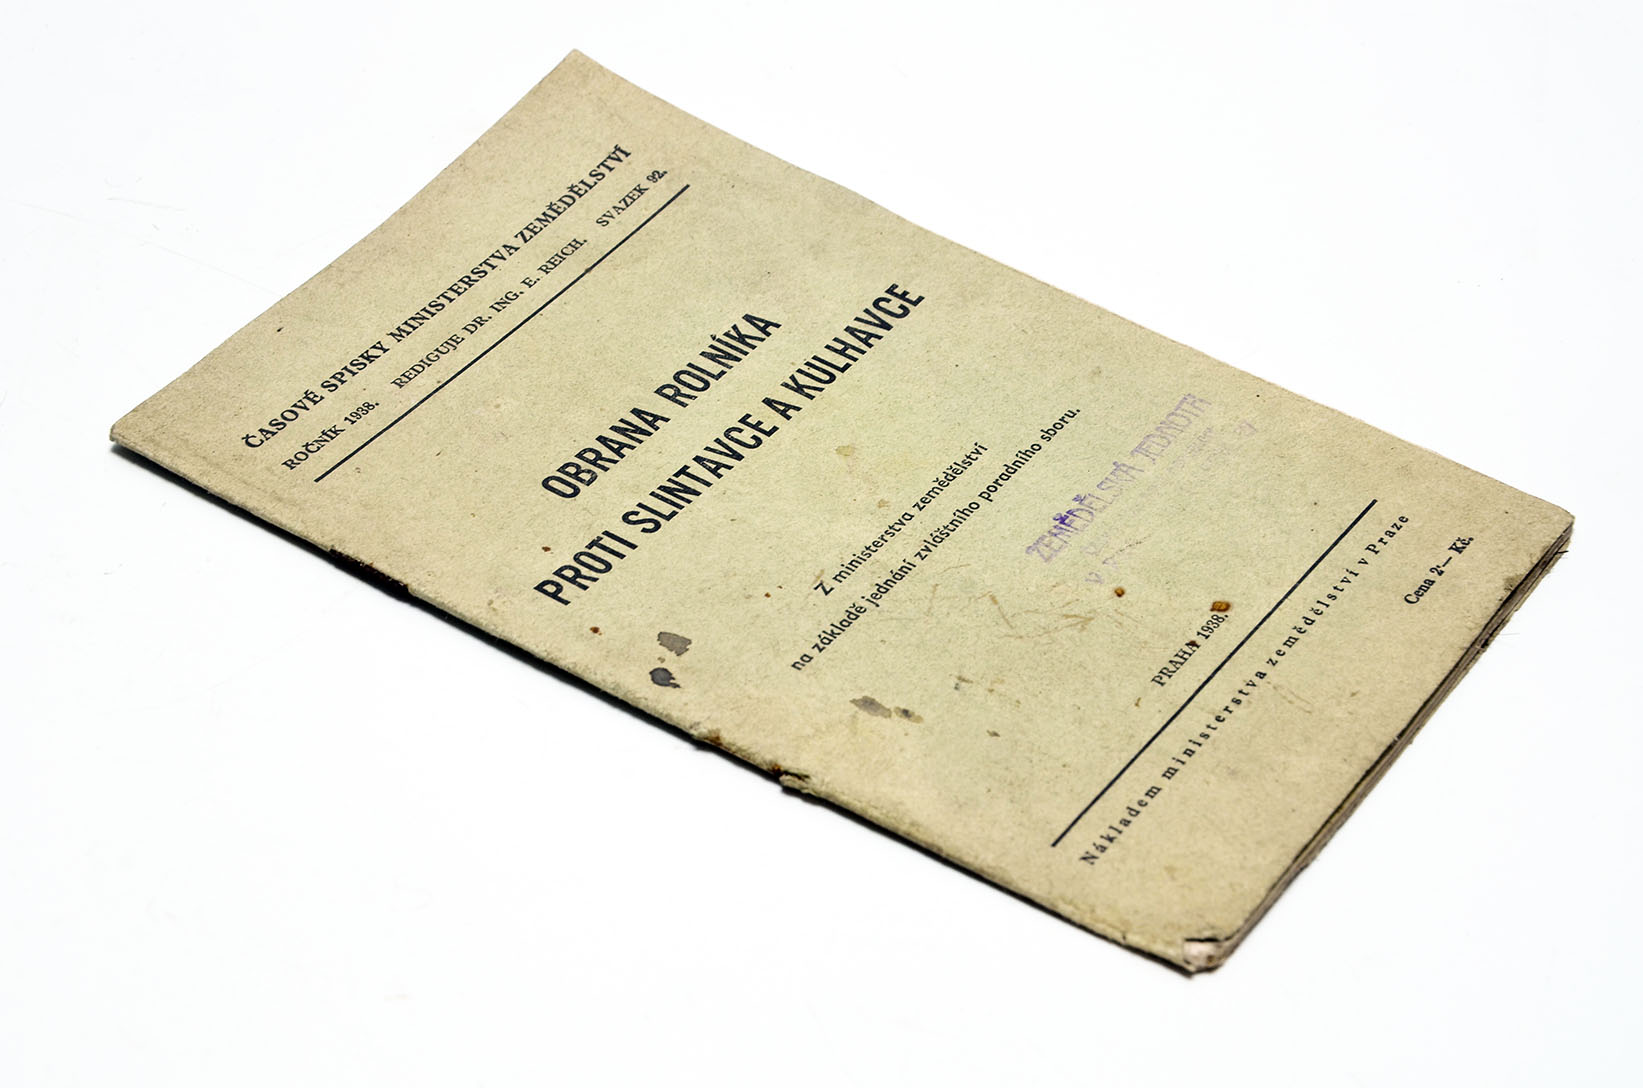 ČASOVÉ SPISKY MINISTERSTVA ZEMĚDĚLSTVÍ
ROČNÍK 1938. REDIGUJE DR. ING. E. REICH. SVAZEK 92.
OBRANA ROLNÍKA
PROTI SLINTAVCE A KULHAVCE
Z ministerstva zemědělství
na základě jednání zvláštního poradního sboru.
ZEMĚDĚLSKÁ JEDNOTA
PRAHA 1938.
Nákladem ministerstva zemědělství v Praze
Cena 2·— Kč.